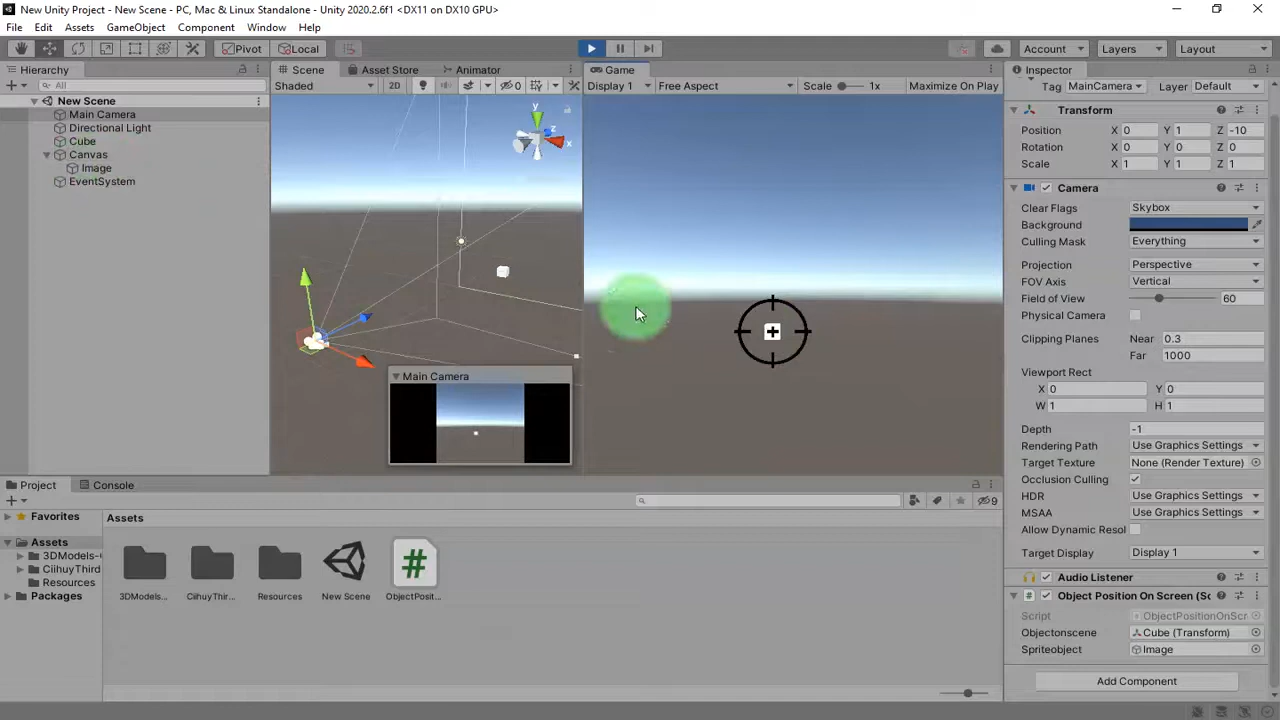 New Unity Project - New Scene - PC, Mac & Linux Standalone - Unity 2020.2.6f1 <DX11 on DX10 GPU>
File Edit Assets GameObject Component Window Help
Pivot Local Account Layers Layout
Hierarchy
All
New Scene
Main Camera
Directional Light
Cube
Canvas
Image
EventSystem
Scene Asset Store Animator
Shaded 2D 0
y
z
x
Main Camera
Game
Display 1 Free Aspect Scale 1x Maximize On Play
Inspector
Tag MainCamera Layer Default
Transform
Position X 0 Y 1 Z -10
Rotation X 0 Y 0 Z 0
Scale X 1 Y 1 Z 1
Camera
Clear Flags Skybox
Background
Culling Mask Everything
Projection Perspective
FOV Axis Vertical
Field of View 60
Physical Camera
Clipping Planes Near 0.3
Far 1000
Viewport Rect
X 0 Y 0
W 1 H 1
Depth -1
Rendering Path Use Graphics Settings
Target Texture None (Render Texture)
Occlusion Culling
HDR Use Graphics Settings
MSAA Use Graphics Settings
Allow Dynamic Resol
Target Display Display 1
Audio Listener
# Object Position On Screen (Sc
Script ObjectPositionOnScr
Objectonscene Cube (Transform)
Spriteobject Image
Add Component
Project Console
9
Favorites
Assets
3DModels-
CiihuyThird
Resources
Packages
Assets
#
3DModels... CiihuyThir... Resources New Scene ObjectPosit...